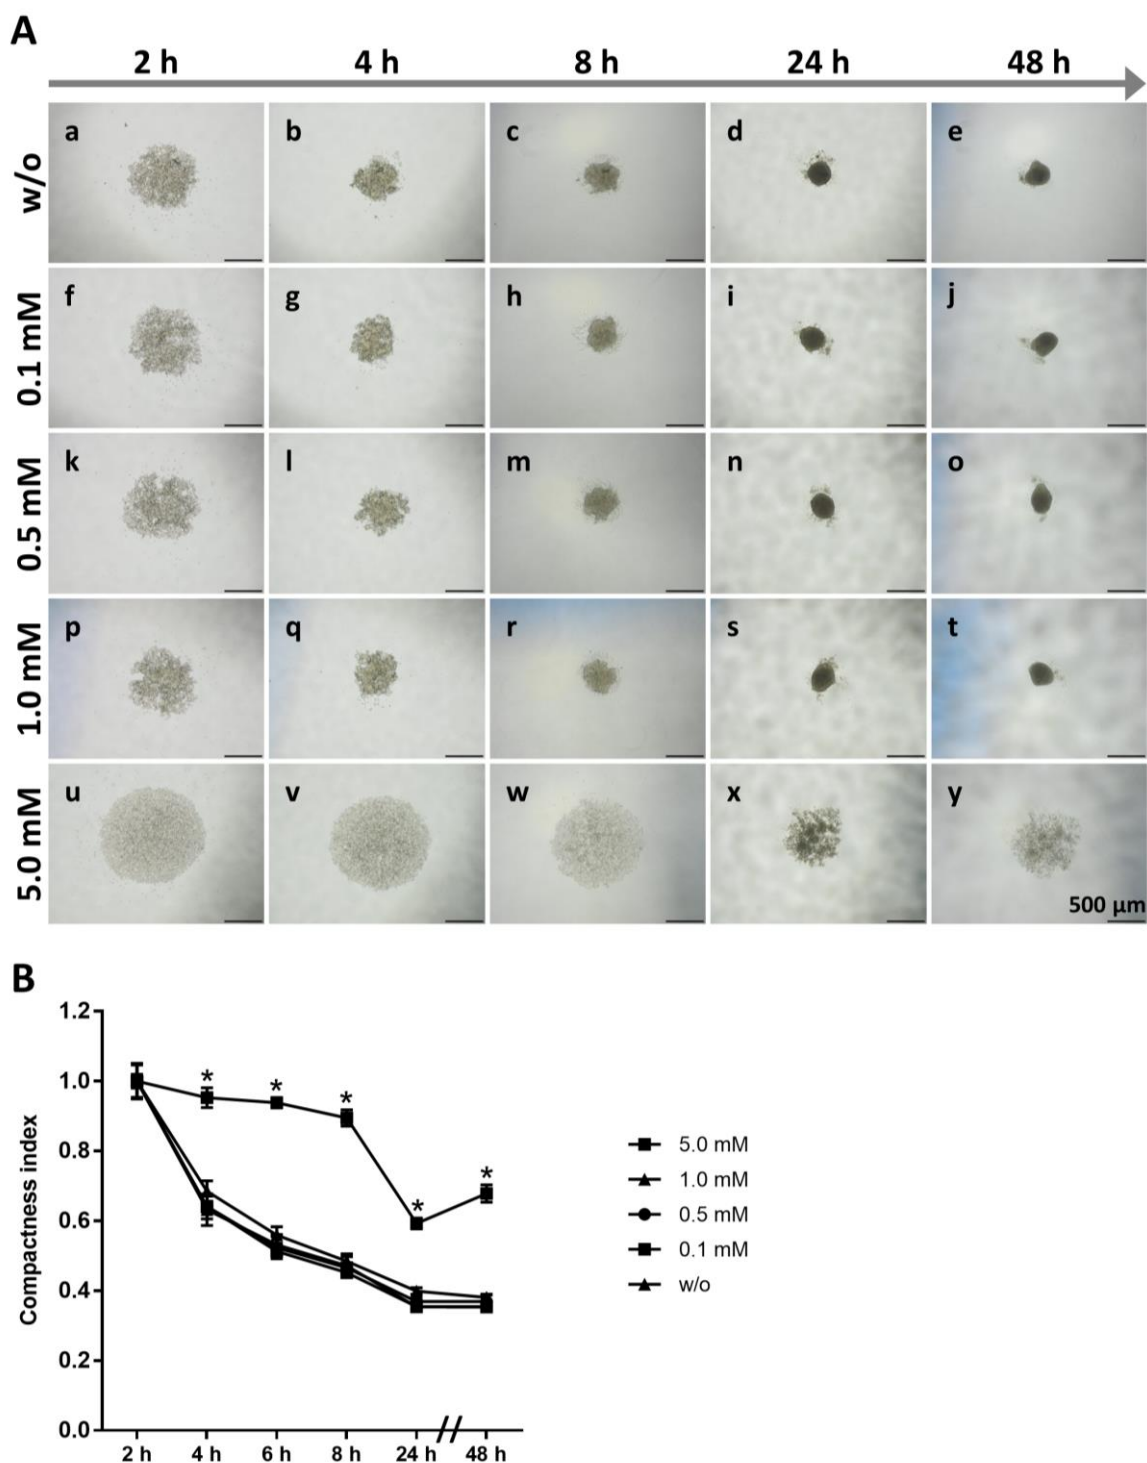 A
2 h 4 h 8 h 24 h 48 h
w/o
a b c d e
0.1 mM
f g h i j
0.5 mM
k l m n o
1.0 mM
p q r s t
5.0 mM
u v w x y
500 µm
B
Compactness index
1.2
1.0
0.8
0.6
0.4
0.2
0.0
* * * * *
2 h 4 h 6 h 8 h 24 h 48 h
5.0 mM
1.0 mM
0.5 mM
0.1 mM
w/o